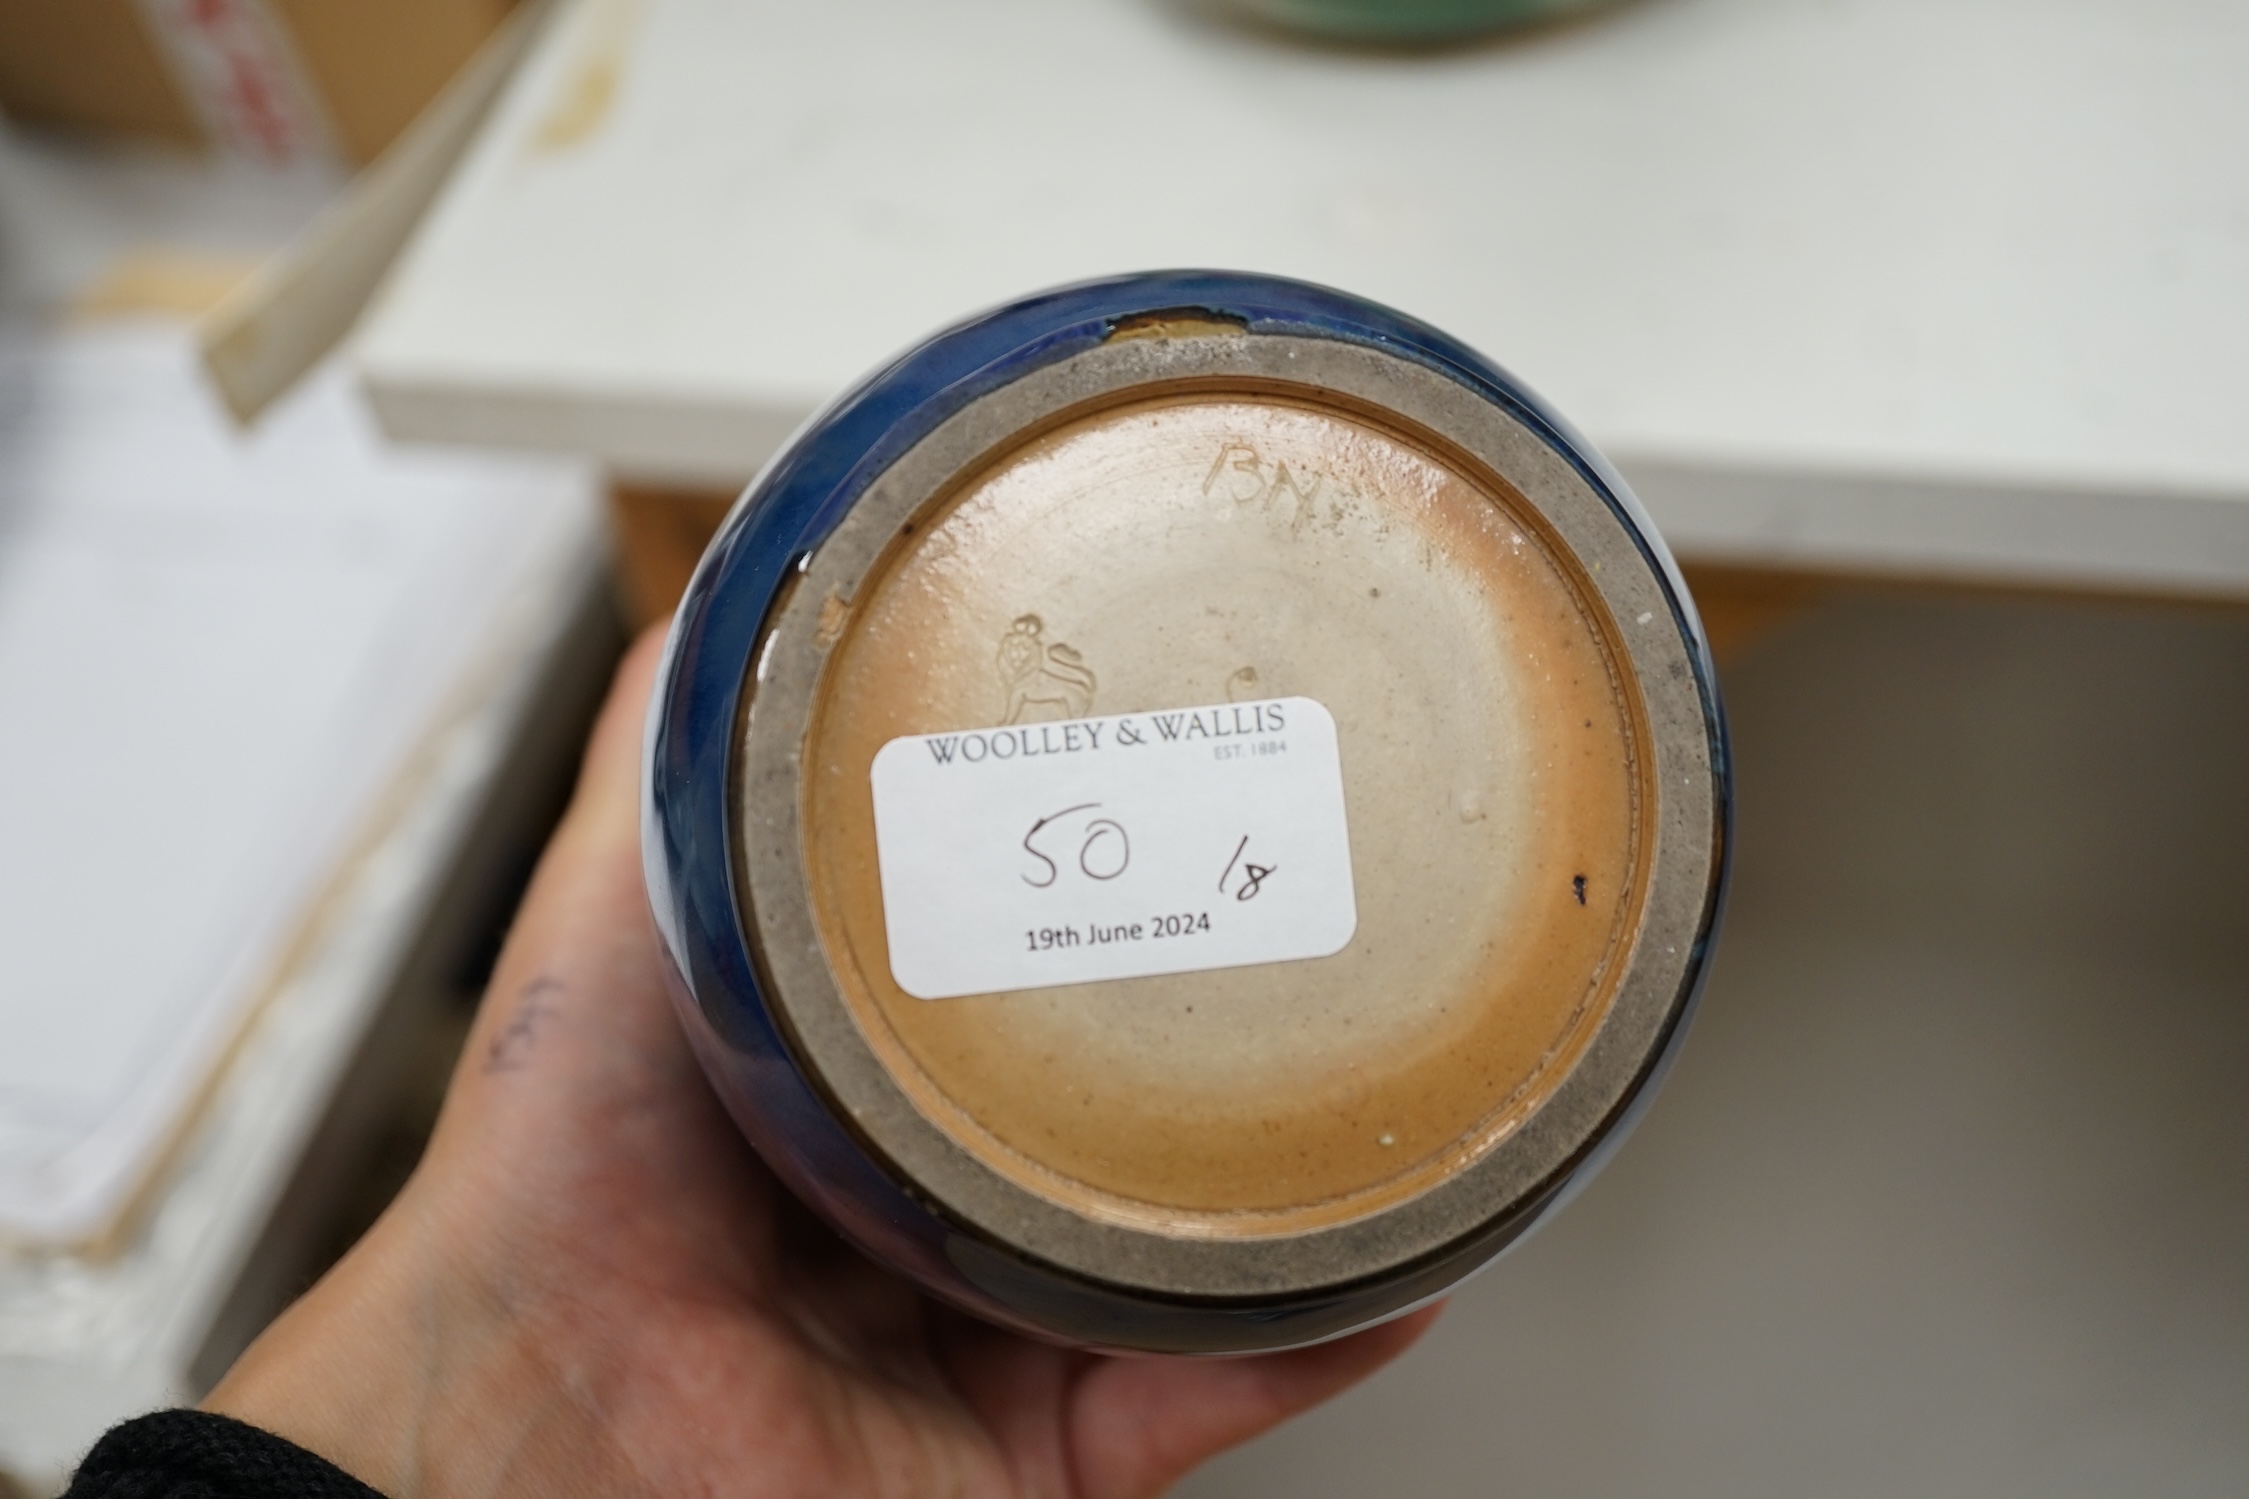 BN
WOOLLEY & WALLIS
EST. 1884
50 18
19th June 2024